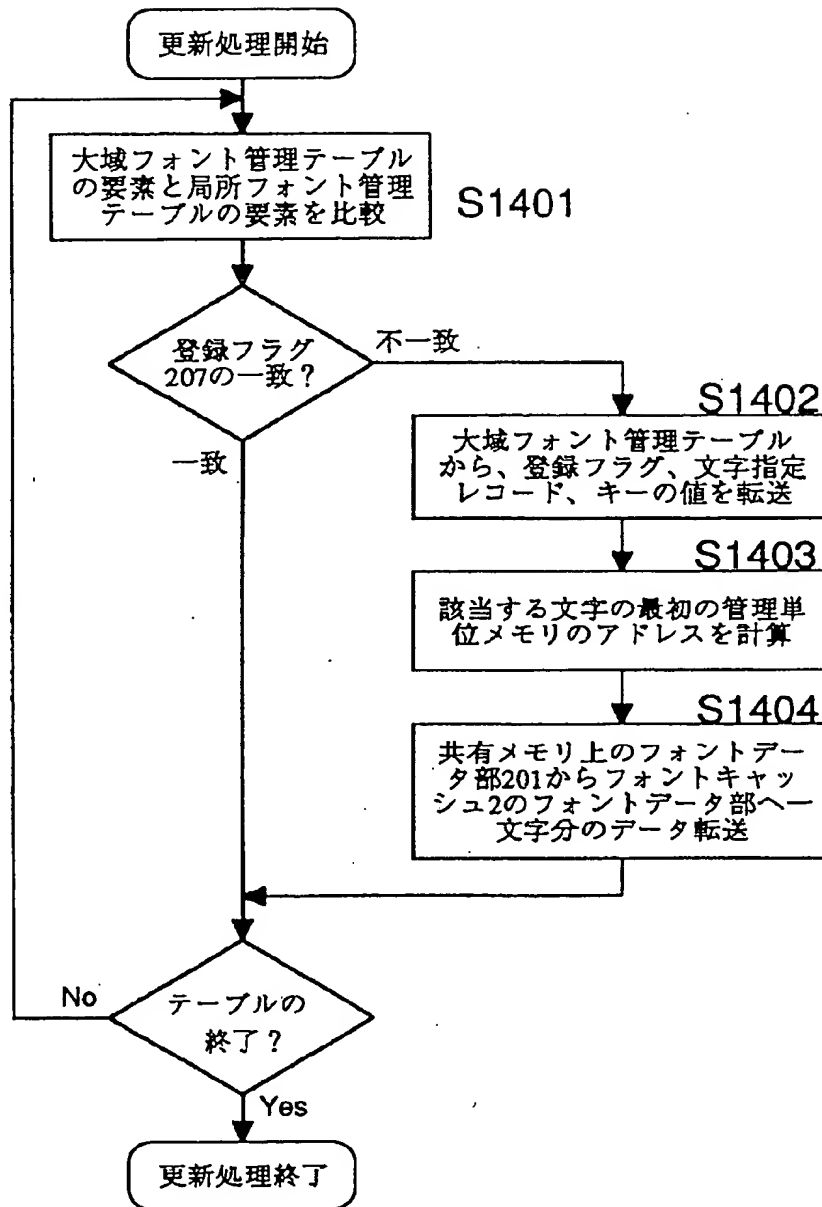 更新処理開始
大域フォント管理テーブル
の要素と局所フォント管理
テーブルの要素を比較
S1401
登録フラグ
207の一致？
不一致
一致
S1402
大域フォント管理テーブル
から、登録フラグ、文字指定
レコード、キーの値を転送
S1403
該当する文字の最初の管理単
位メモリのアドレスを計算
S1404
共有メモリ上のフォントデー
タ部201からフォントキャッ
シュ2のフォントデータ部へ一
文字分のデータ転送
テーブルの
終了？
No
Yes
更新処理終了